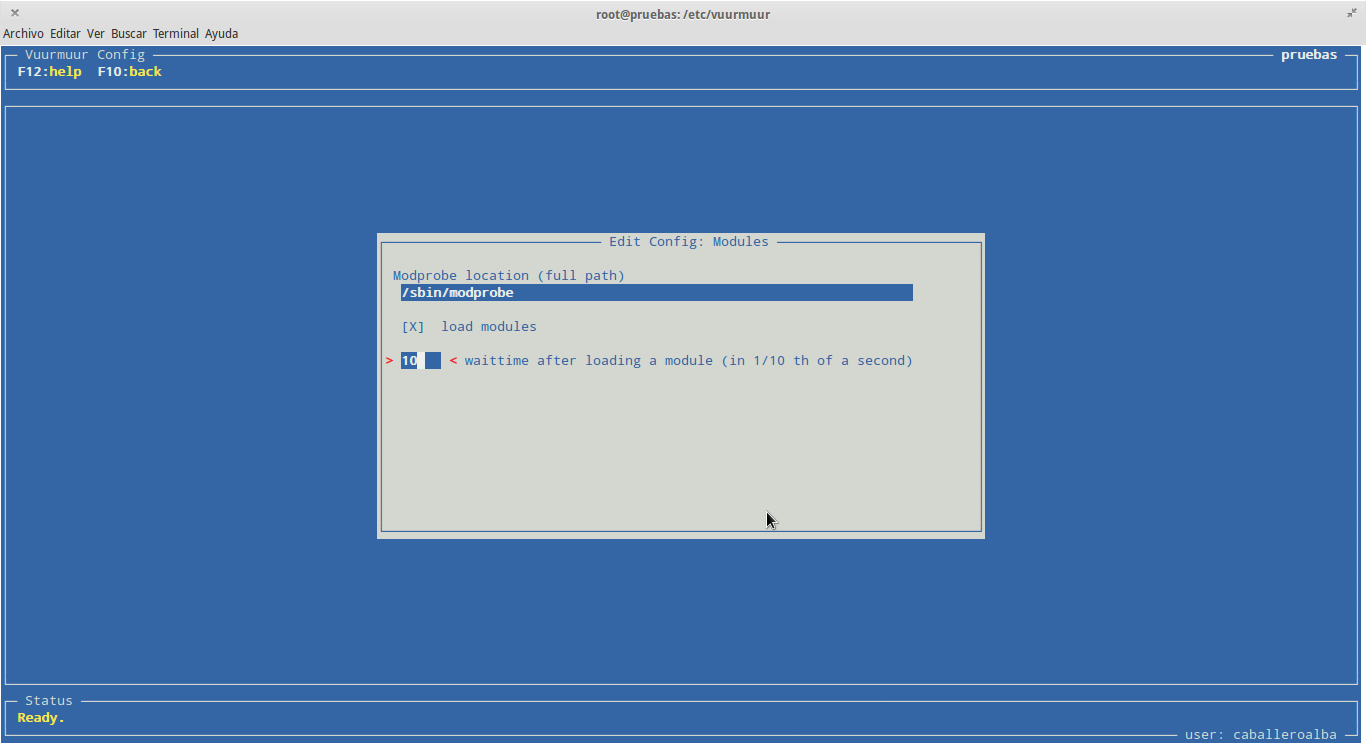 root@pruebas: /etc/vuurmuur
Archivo Editar Ver Buscar Terminal Ayuda
Vuurmuur Config pruebas
F12:help F10:back
Edit Config: Modules
Modprobe location (full path)
/sbin/modprobe
[X] load modules
> 10 < waittime after loading a module (in 1/10 th of a second)
Status
Ready.
user: caballeroalba